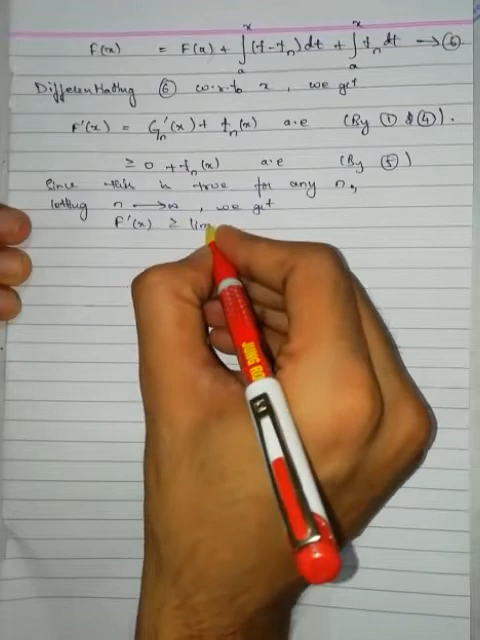 F(x) = F(a) + ∫ₐˣ (f - fₙ) dt + ∫ₐˣ fₙ dt → ⑥
Differentiating ⑥ w.r.to x, we get
F'(x) = Gₙ'(x) + fₙ(x) a.e (By ① & ④).
≥ 0 + fₙ(x) a.e (By ⑤)
Since this is true for any n,
letting n → ∞, we get
F'(x) ≥ lim
JUNG